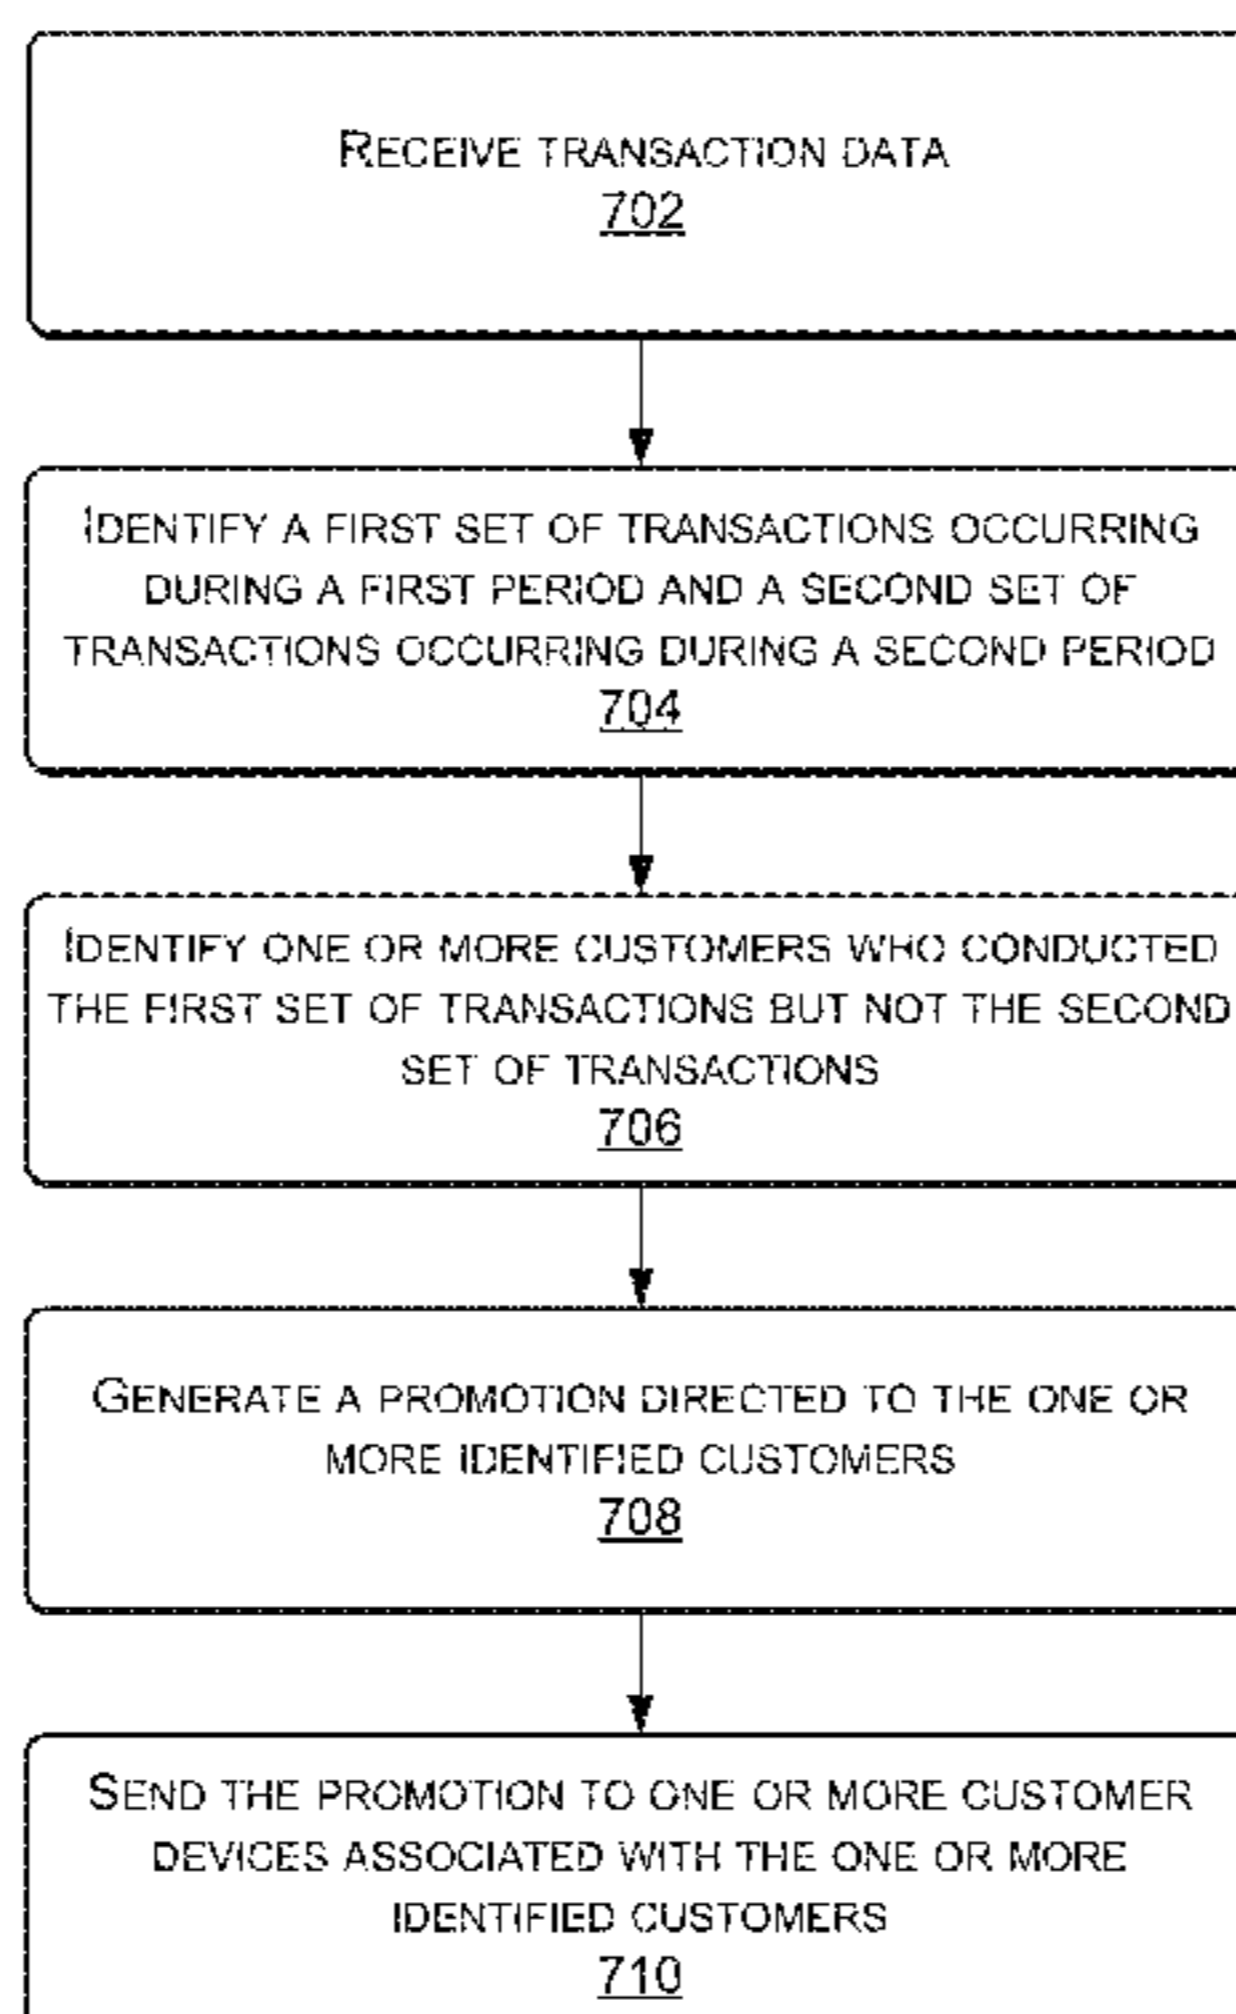 RECEIVE TRANSACTION DATA
702
IDENTIFY A FIRST SET OF TRANSACTIONS OCCURRING
DURING A FIRST PERIOD AND A SECOND SET OF
TRANSACTIONS OCCURRING DURING A SECOND PERIOD
704
IDENTIFY ONE OR MORE CUSTOMERS WHO CONDUCTED
THE FIRST SET OF TRANSACTIONS BUT NOT THE SECOND
SET OF TRANSACTIONS
706
GENERATE A PROMOTION DIRECTED TO THE ONE OR
MORE IDENTIFIED CUSTOMERS
708
SEND THE PROMOTION TO ONE OR MORE CUSTOMER
DEVICES ASSOCIATED WITH THE ONE OR MORE
IDENTIFIED CUSTOMERS
710